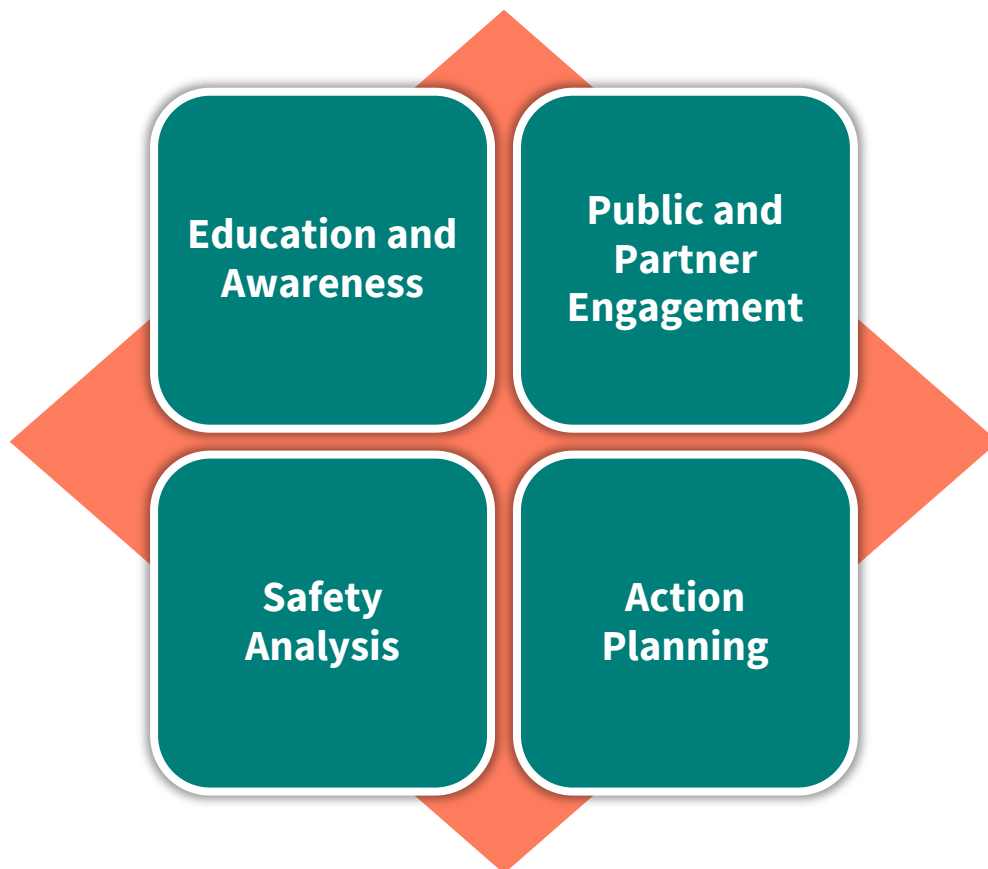 Education and
Awareness
Public and
Partner
Engagement
Safety
Analysis
Action
Planning